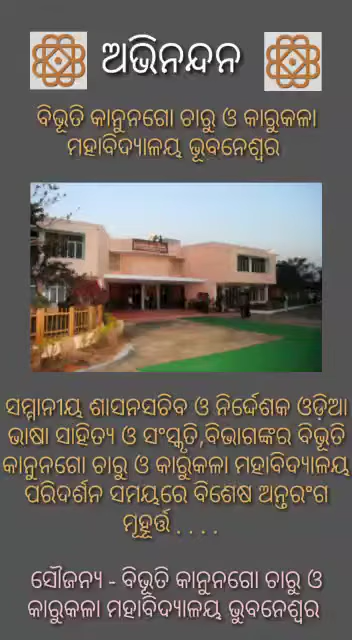 ଅଭିନନ୍ଦନ
ବିଭୂତି କାନୁନଗୋ ଚାରୁ ଓ କାରୁକଳା
ମହାବିଦ୍ୟାଳୟ ଭୁବନେଶ୍ୱର
ସମ୍ମାନୀୟ ଶାସନସଚିବ ଓ ନିର୍ଦ୍ଦେଶକ ଓଡ଼ିଆ
ଭାଷା ସାହିତ୍ୟ ଓ ସଂସ୍କୃତି,ବିଭାଗଙ୍କର ବିଭୂତି
କାନୁନଗୋ ଚାରୁ ଓ କାରୁକଳା ମହାବିଦ୍ୟାଳୟ
ପରିଦର୍ଶନ ସମୟରେ ବିଶେଷ ଅନ୍ତରଂଗ
ମୂହୂର୍ତ୍ତ . . . .
ସୌଜନ୍ୟ - ବିଭୂତି କାନୁନଗୋ ଚାରୁ ଓ
କାରୁକଳା ମହାବିଦ୍ୟାଳୟ ଭୁବନେଶ୍ୱର